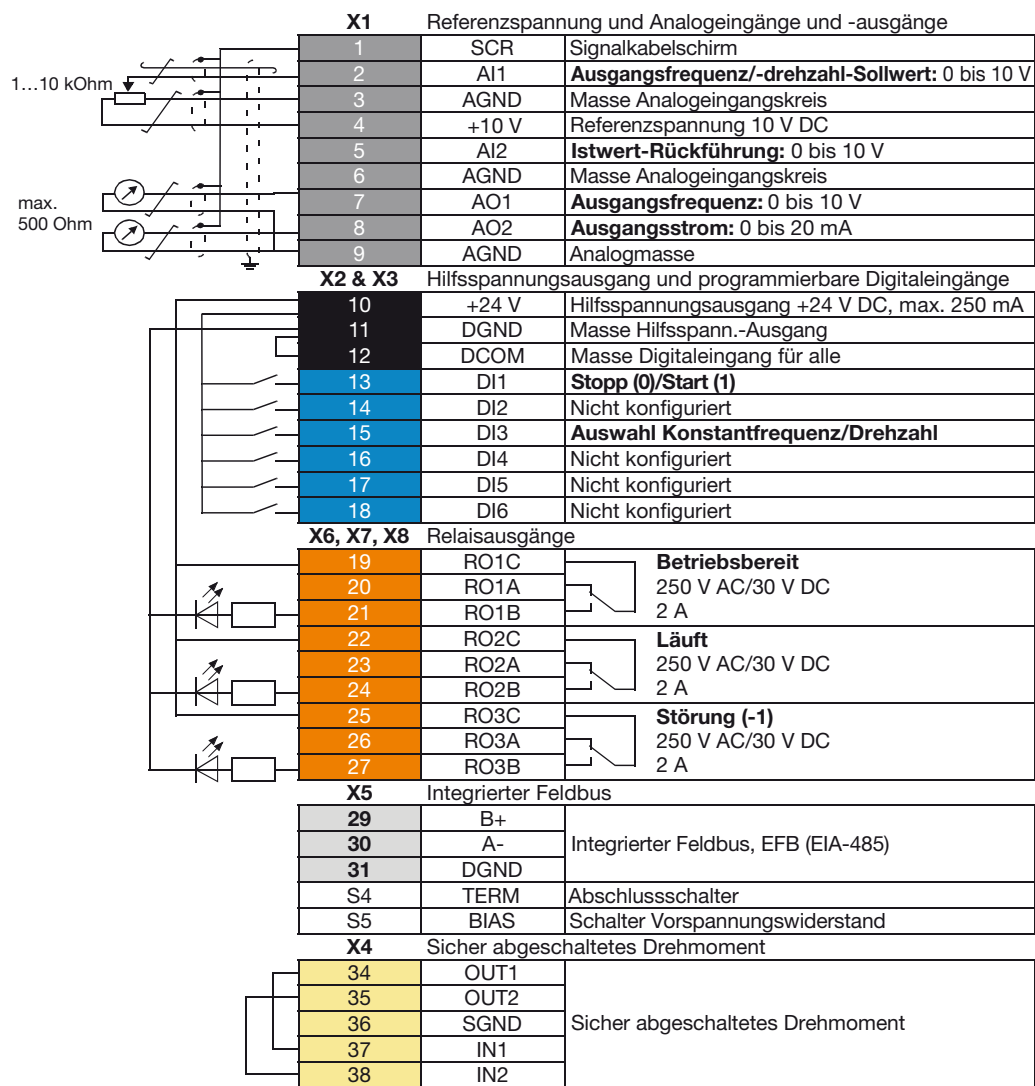 X1 Referenzspannung und Analogeingänge und -ausgänge
1 SCR Signalkabelschirm
2 AI1 Ausgangsfrequenz/-drehzahl-Sollwert: 0 bis 10 V
1...10 kOhm
3 AGND Masse Analogeingangskreis
4 +10 V Referenzspannung 10 V DC
5 AI2 Istwert-Rückführung: 0 bis 10 V
6 AGND Masse Analogeingangskreis
7 AO1 Ausgangsfrequenz: 0 bis 10 V
max.
500 Ohm
8 AO2 Ausgangsstrom: 0 bis 20 mA
9 AGND Analogmasse
X2 & X3 Hilfsspannungsausgang und programmierbare Digitaleingänge
10 +24 V Hilfsspannungsausgang +24 V DC, max. 250 mA
11 DGND Masse Hilfsspann.-Ausgang
12 DCOM Masse Digitaleingang für alle
13 DI1 Stopp (0)/Start (1)
14 DI2 Nicht konfiguriert
15 DI3 Auswahl Konstantfrequenz/Drehzahl
16 DI4 Nicht konfiguriert
17 DI5 Nicht konfiguriert
18 DI6 Nicht konfiguriert
X6, X7, X8 Relaisausgänge
19 RO1C Betriebsbereit
20 RO1A 250 V AC/30 V DC
21 RO1B 2 A
22 RO2C Läuft
23 RO2A 250 V AC/30 V DC
24 RO2B 2 A
25 RO3C Störung (-1)
26 RO3A 250 V AC/30 V DC
27 RO3B 2 A
X5 Integrierter Feldbus
29 B+
30 A- Integrierter Feldbus, EFB (EIA-485)
31 DGND
S4 TERM Abschlussschalter
S5 BIAS Schalter Vorspannungswiderstand
X4 Sicher abgeschaltetes Drehmoment
34 OUT1
35 OUT2
36 SGND Sicher abgeschaltetes Drehmoment
37 IN1
38 IN2